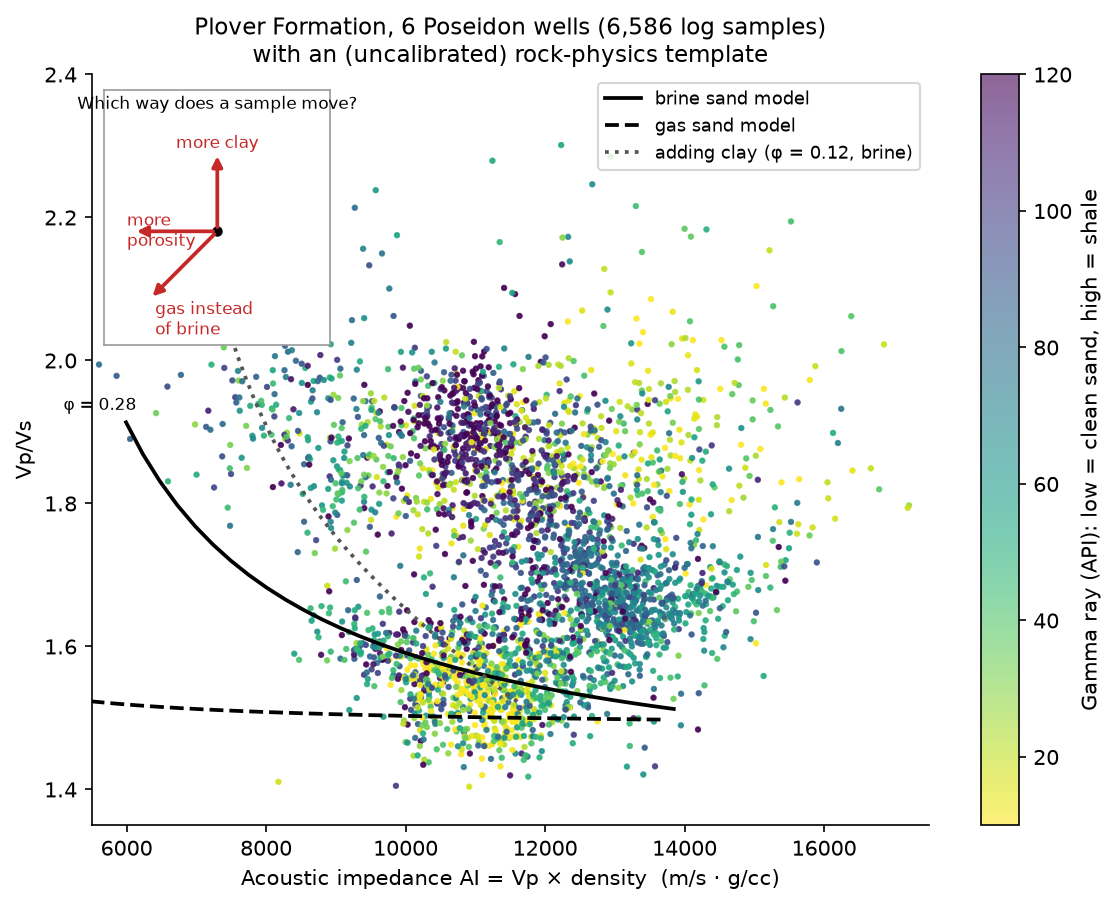 Plover Formation, 6 Poseidon wells (6,586 log samples)
with an (uncalibrated) rock-physics template
Which way does a sample move?
more clay
more
porosity
gas instead
of brine
brine sand model
gas sand model
adding clay (φ = 0.12, brine)
φ = 0.28
2.4
2.2
2.0
1.8
1.6
1.4
Vp/Vs
6000
8000
10000
12000
14000
16000
Acoustic impedance AI = Vp × density (m/s · g/cc)
120
100
80
60
40
20
Gamma ray (API): low = clean sand, high = shale